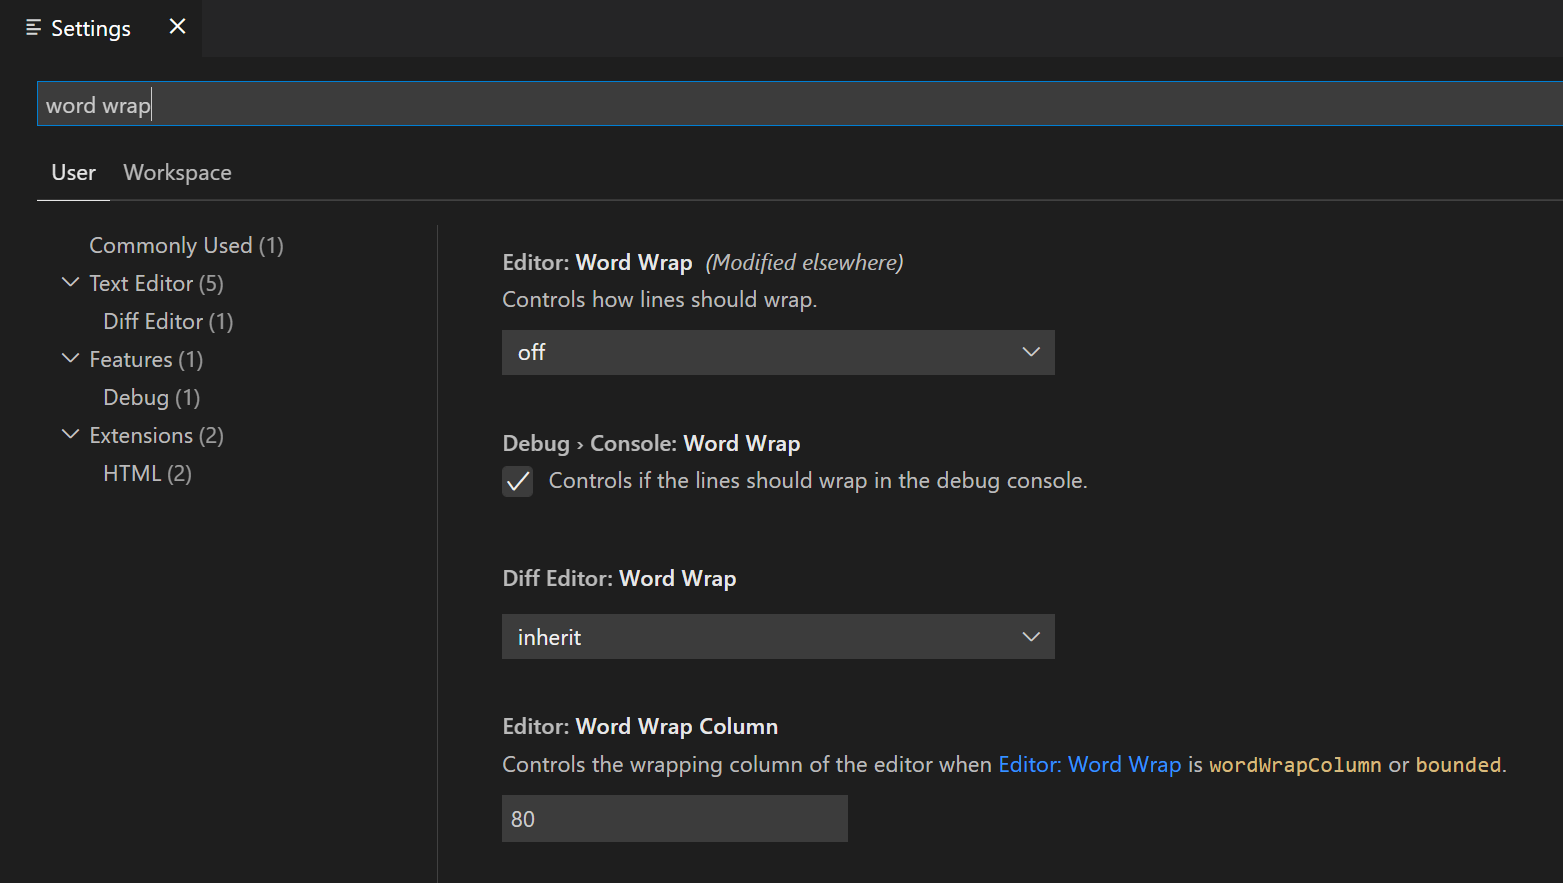 Settings
word wrap
User Workspace
Commonly Used (1)
Text Editor (5)
Diff Editor (1)
Features (1)
Debug (1)
Extensions (2)
HTML (2)
Editor: Word Wrap (Modified elsewhere)
Controls how lines should wrap.
off
Debug › Console: Word Wrap
Controls if the lines should wrap in the debug console.
Diff Editor: Word Wrap
inherit
Editor: Word Wrap Column
Controls the wrapping column of the editor when Editor: Word Wrap is wordWrapColumn or bounded.
80